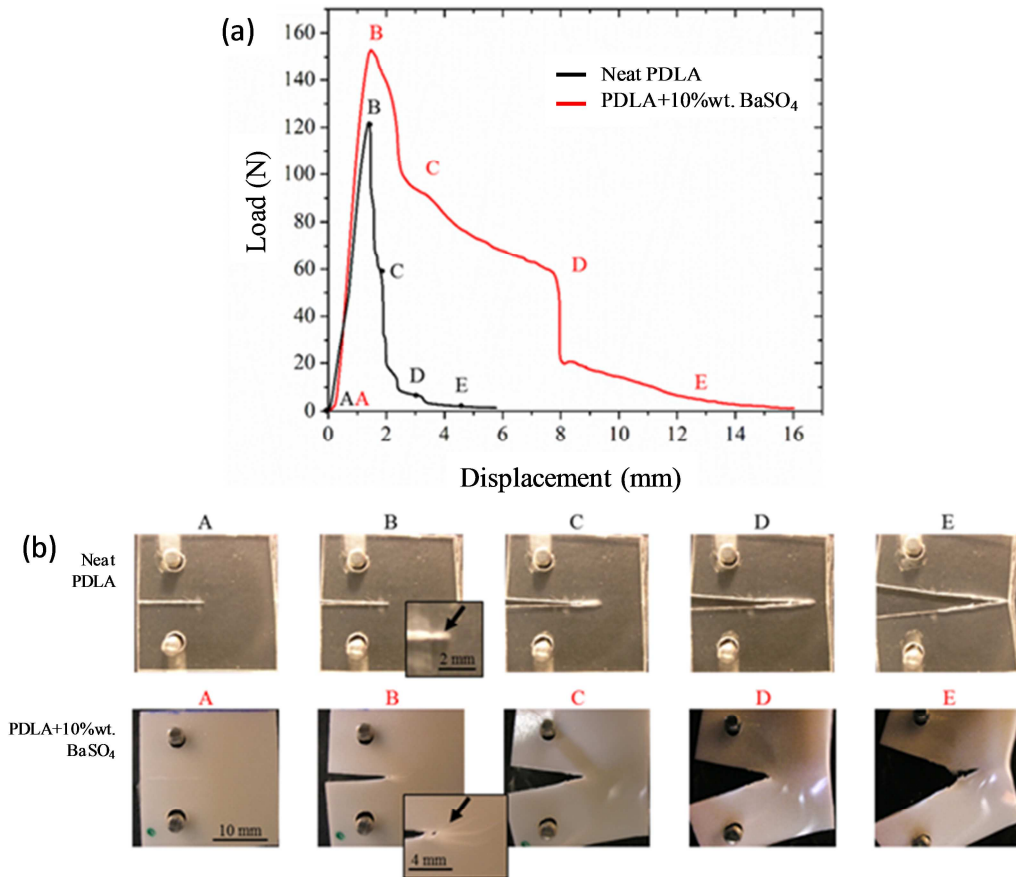 (a)
160
140
120
100
80
60
40
20
0
Load (N)
B
B
C
C
D
D
E
E
A A
Neat PDLA
PDLA+10%wt. BaSO₄
0 2 4 6 8 10 12 14 16
Displacement (mm)
(b)
A B C D E
Neat
PDLA
2 mm
A B C D E
PDLA+10%wt.
BaSO₄
10 mm
4 mm